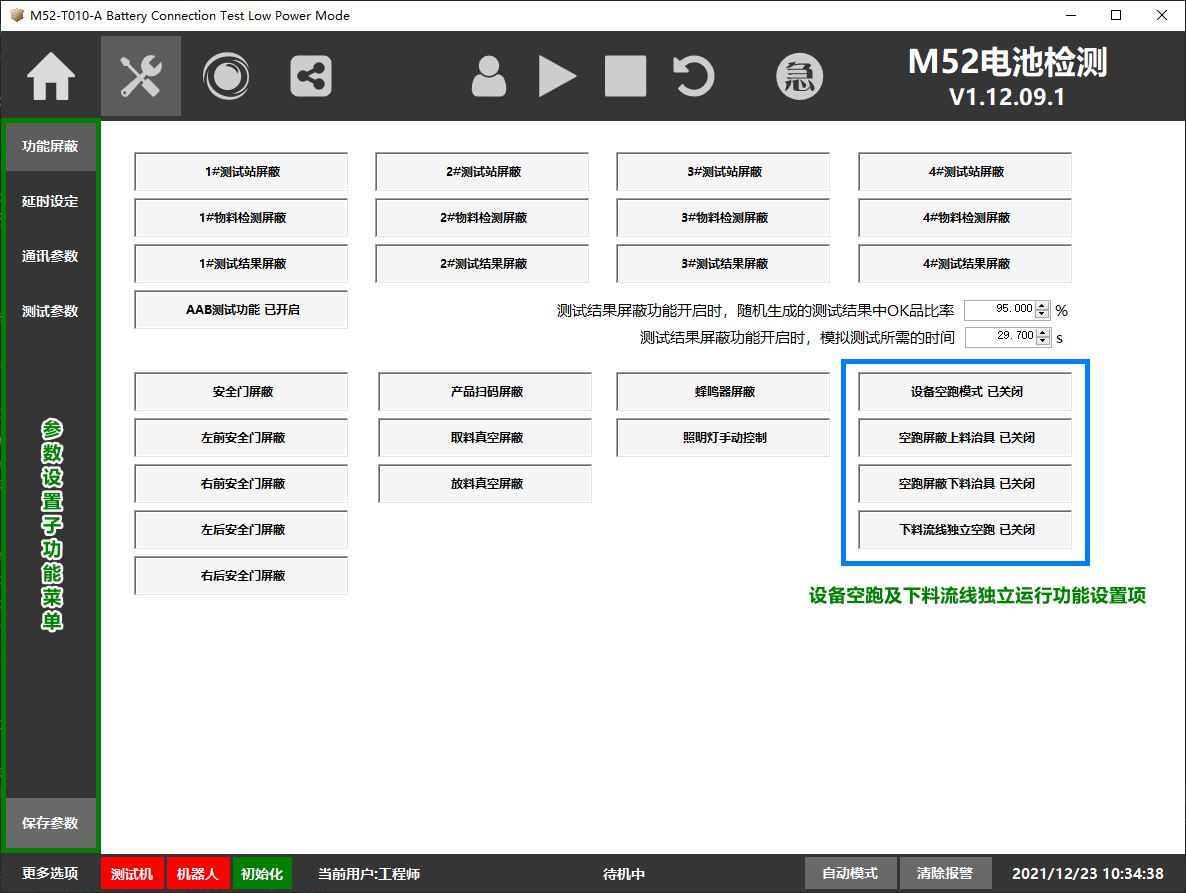 M52-T010-A Battery Connection Test Low Power Mode
急
M52电池检测
V1.12.09.1
功能屏蔽
延时设定
通讯参数
测试参数
参数设置子功能菜单
保存参数
1#测试站屏蔽 2#测试站屏蔽 3#测试站屏蔽 4#测试站屏蔽
1#物料检测屏蔽 2#物料检测屏蔽 3#物料检测屏蔽 4#物料检测屏蔽
1#测试结果屏蔽 2#测试结果屏蔽 3#测试结果屏蔽 4#测试结果屏蔽
AAB测试功能 已开启 测试结果屏蔽功能开启时，随机生成的测试结果中OK品比率 95.000 %
测试结果屏蔽功能开启时，模拟测试所需的时间 29.700 s
安全门屏蔽 产品扫码屏蔽 蜂鸣器屏蔽 设备空跑模式 已关闭
左前安全门屏蔽 取料真空屏蔽 照明灯手动控制 空跑屏蔽上料治具 已关闭
右前安全门屏蔽 放料真空屏蔽 空跑屏蔽下料治具 已关闭
左后安全门屏蔽 下料流线独立空跑 已关闭
右后安全门屏蔽
设备空跑及下料流线独立运行功能设置项
更多选项 测试机 机器人 初始化 当前用户:工程师 待机中 自动模式 清除报警 2021/12/23 10:34:38